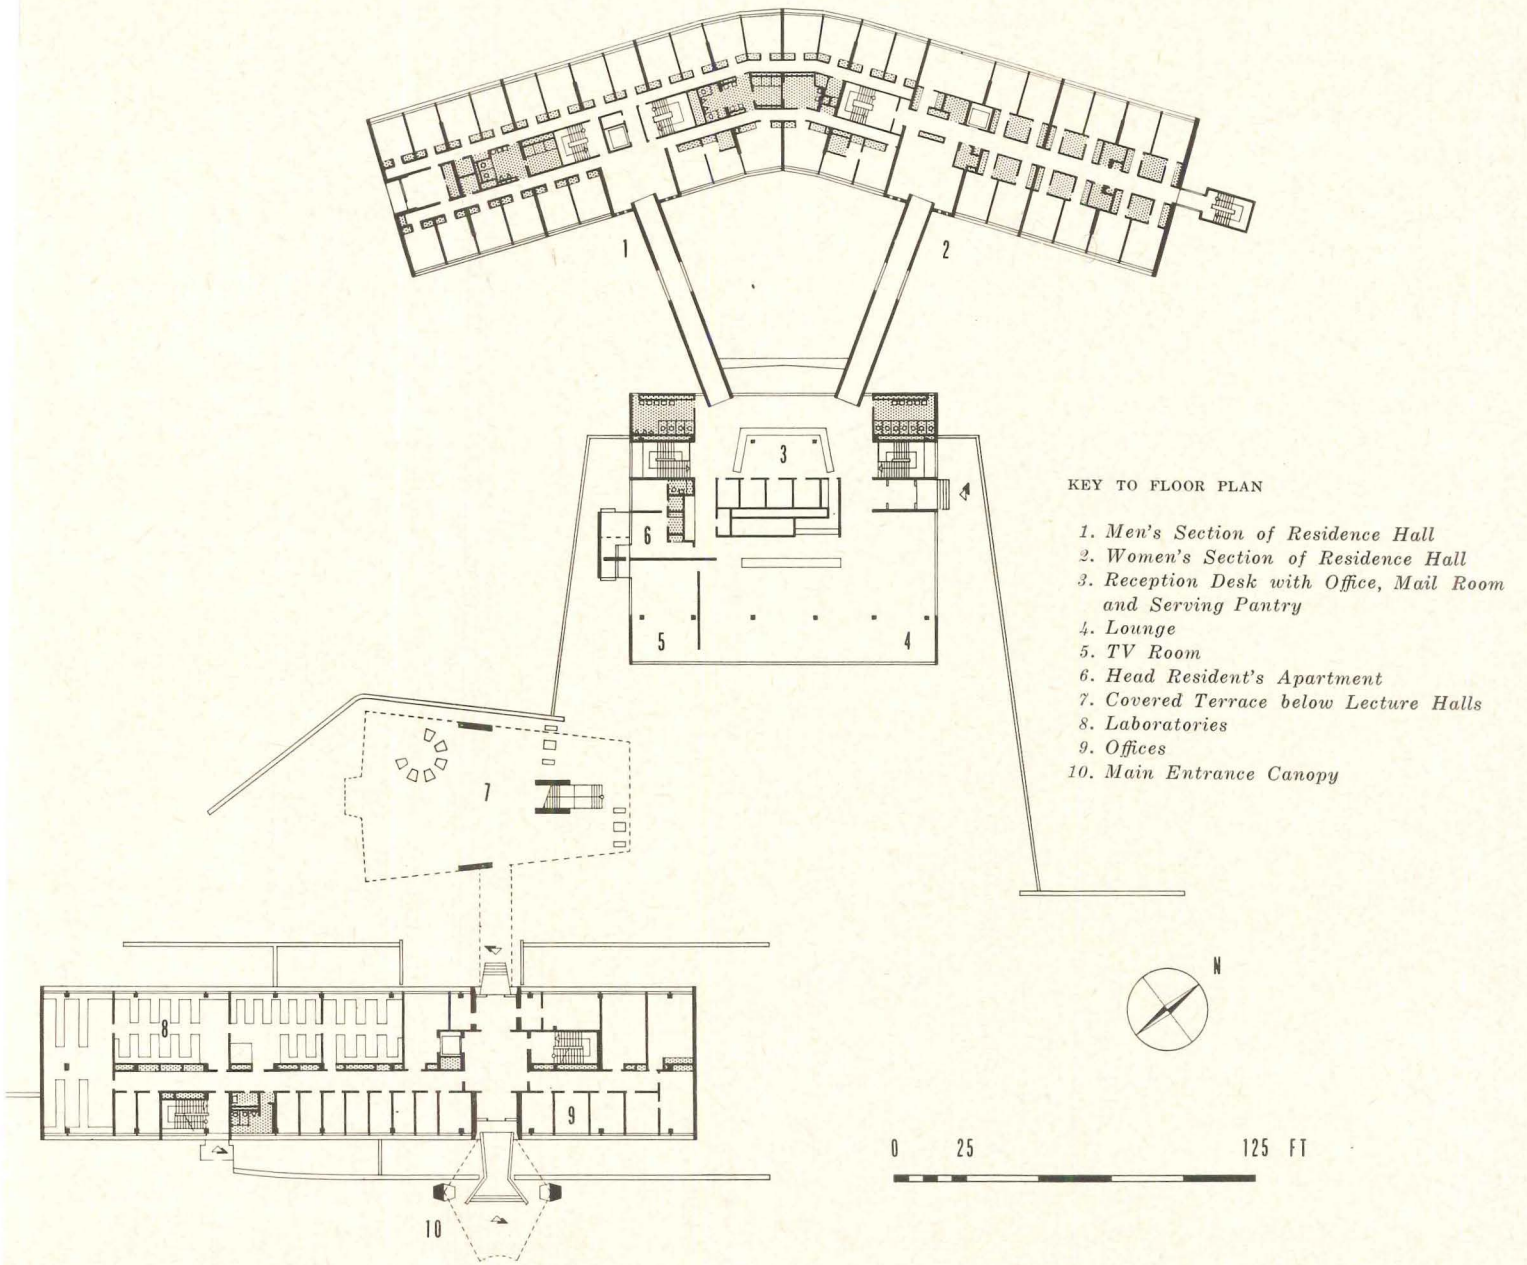 1
2
3
KEY TO FLOOR PLAN
1. Men's Section of Residence Hall
2. Women's Section of Residence Hall
3. Reception Desk with Office, Mail Room
and Serving Pantry
4. Lounge
5. TV Room
6. Head Resident's Apartment
7. Covered Terrace below Lecture Halls
8. Laboratories
9. Offices
10. Main Entrance Canopy
6
5
4
7
N
8
9
0 25 125 FT
10